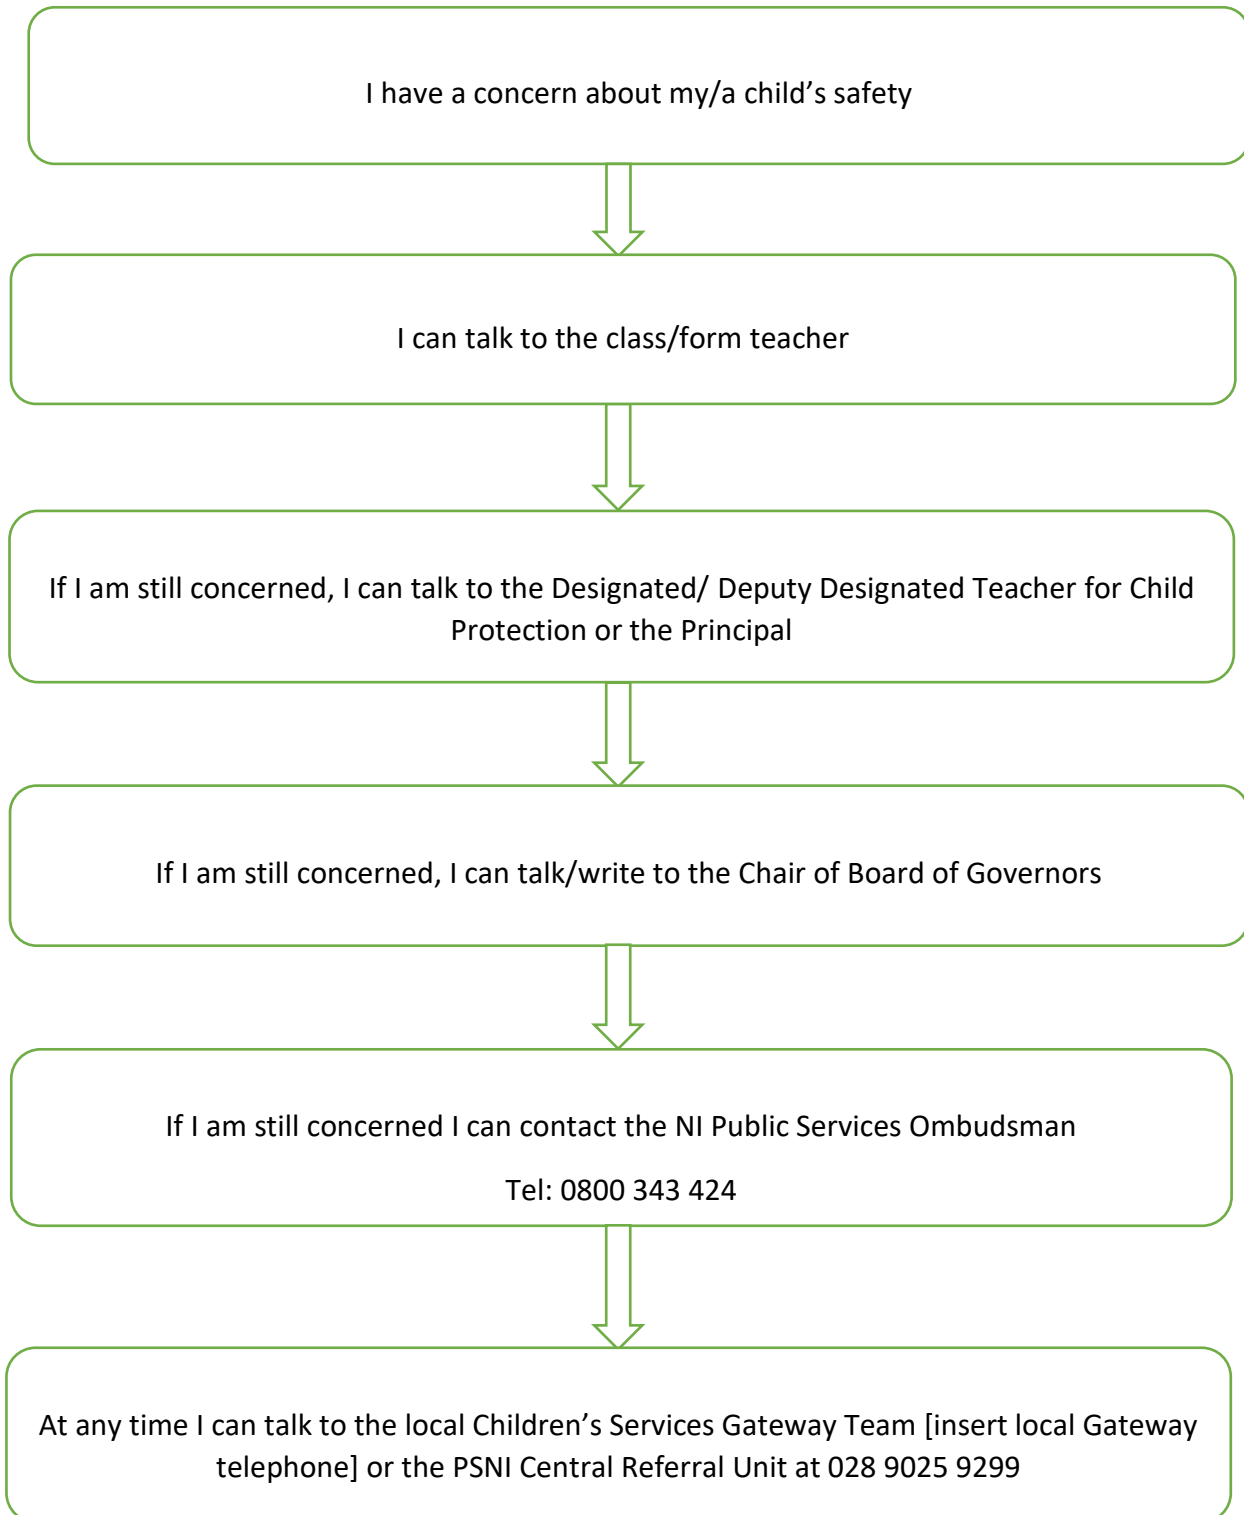 I have a concern about my/a child’s safety
I can talk to the class/form teacher
If I am still concerned, I can talk to the Designated/ Deputy Designated Teacher for Child
Protection or the Principal
If I am still concerned, I can talk/write to the Chair of Board of Governors
If I am still concerned I can contact the NI Public Services Ombudsman
Tel: 0800 343 424
At any time I can talk to the local Children’s Services Gateway Team [insert local Gateway
telephone] or the PSNI Central Referral Unit at 028 9025 9299